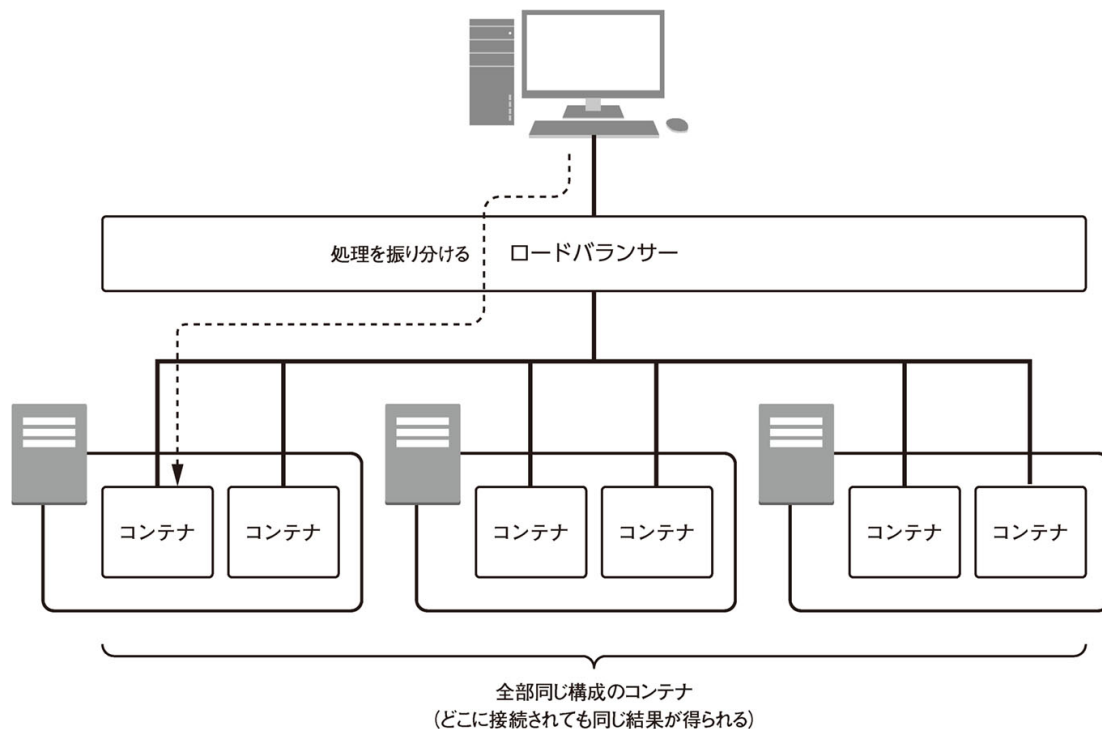 処理を振り分ける
ロードバランサー
コンテナ
コンテナ
コンテナ
コンテナ
コンテナ
コンテナ
全部同じ構成のコンテナ
(どこに接続されても同じ結果が得られる)